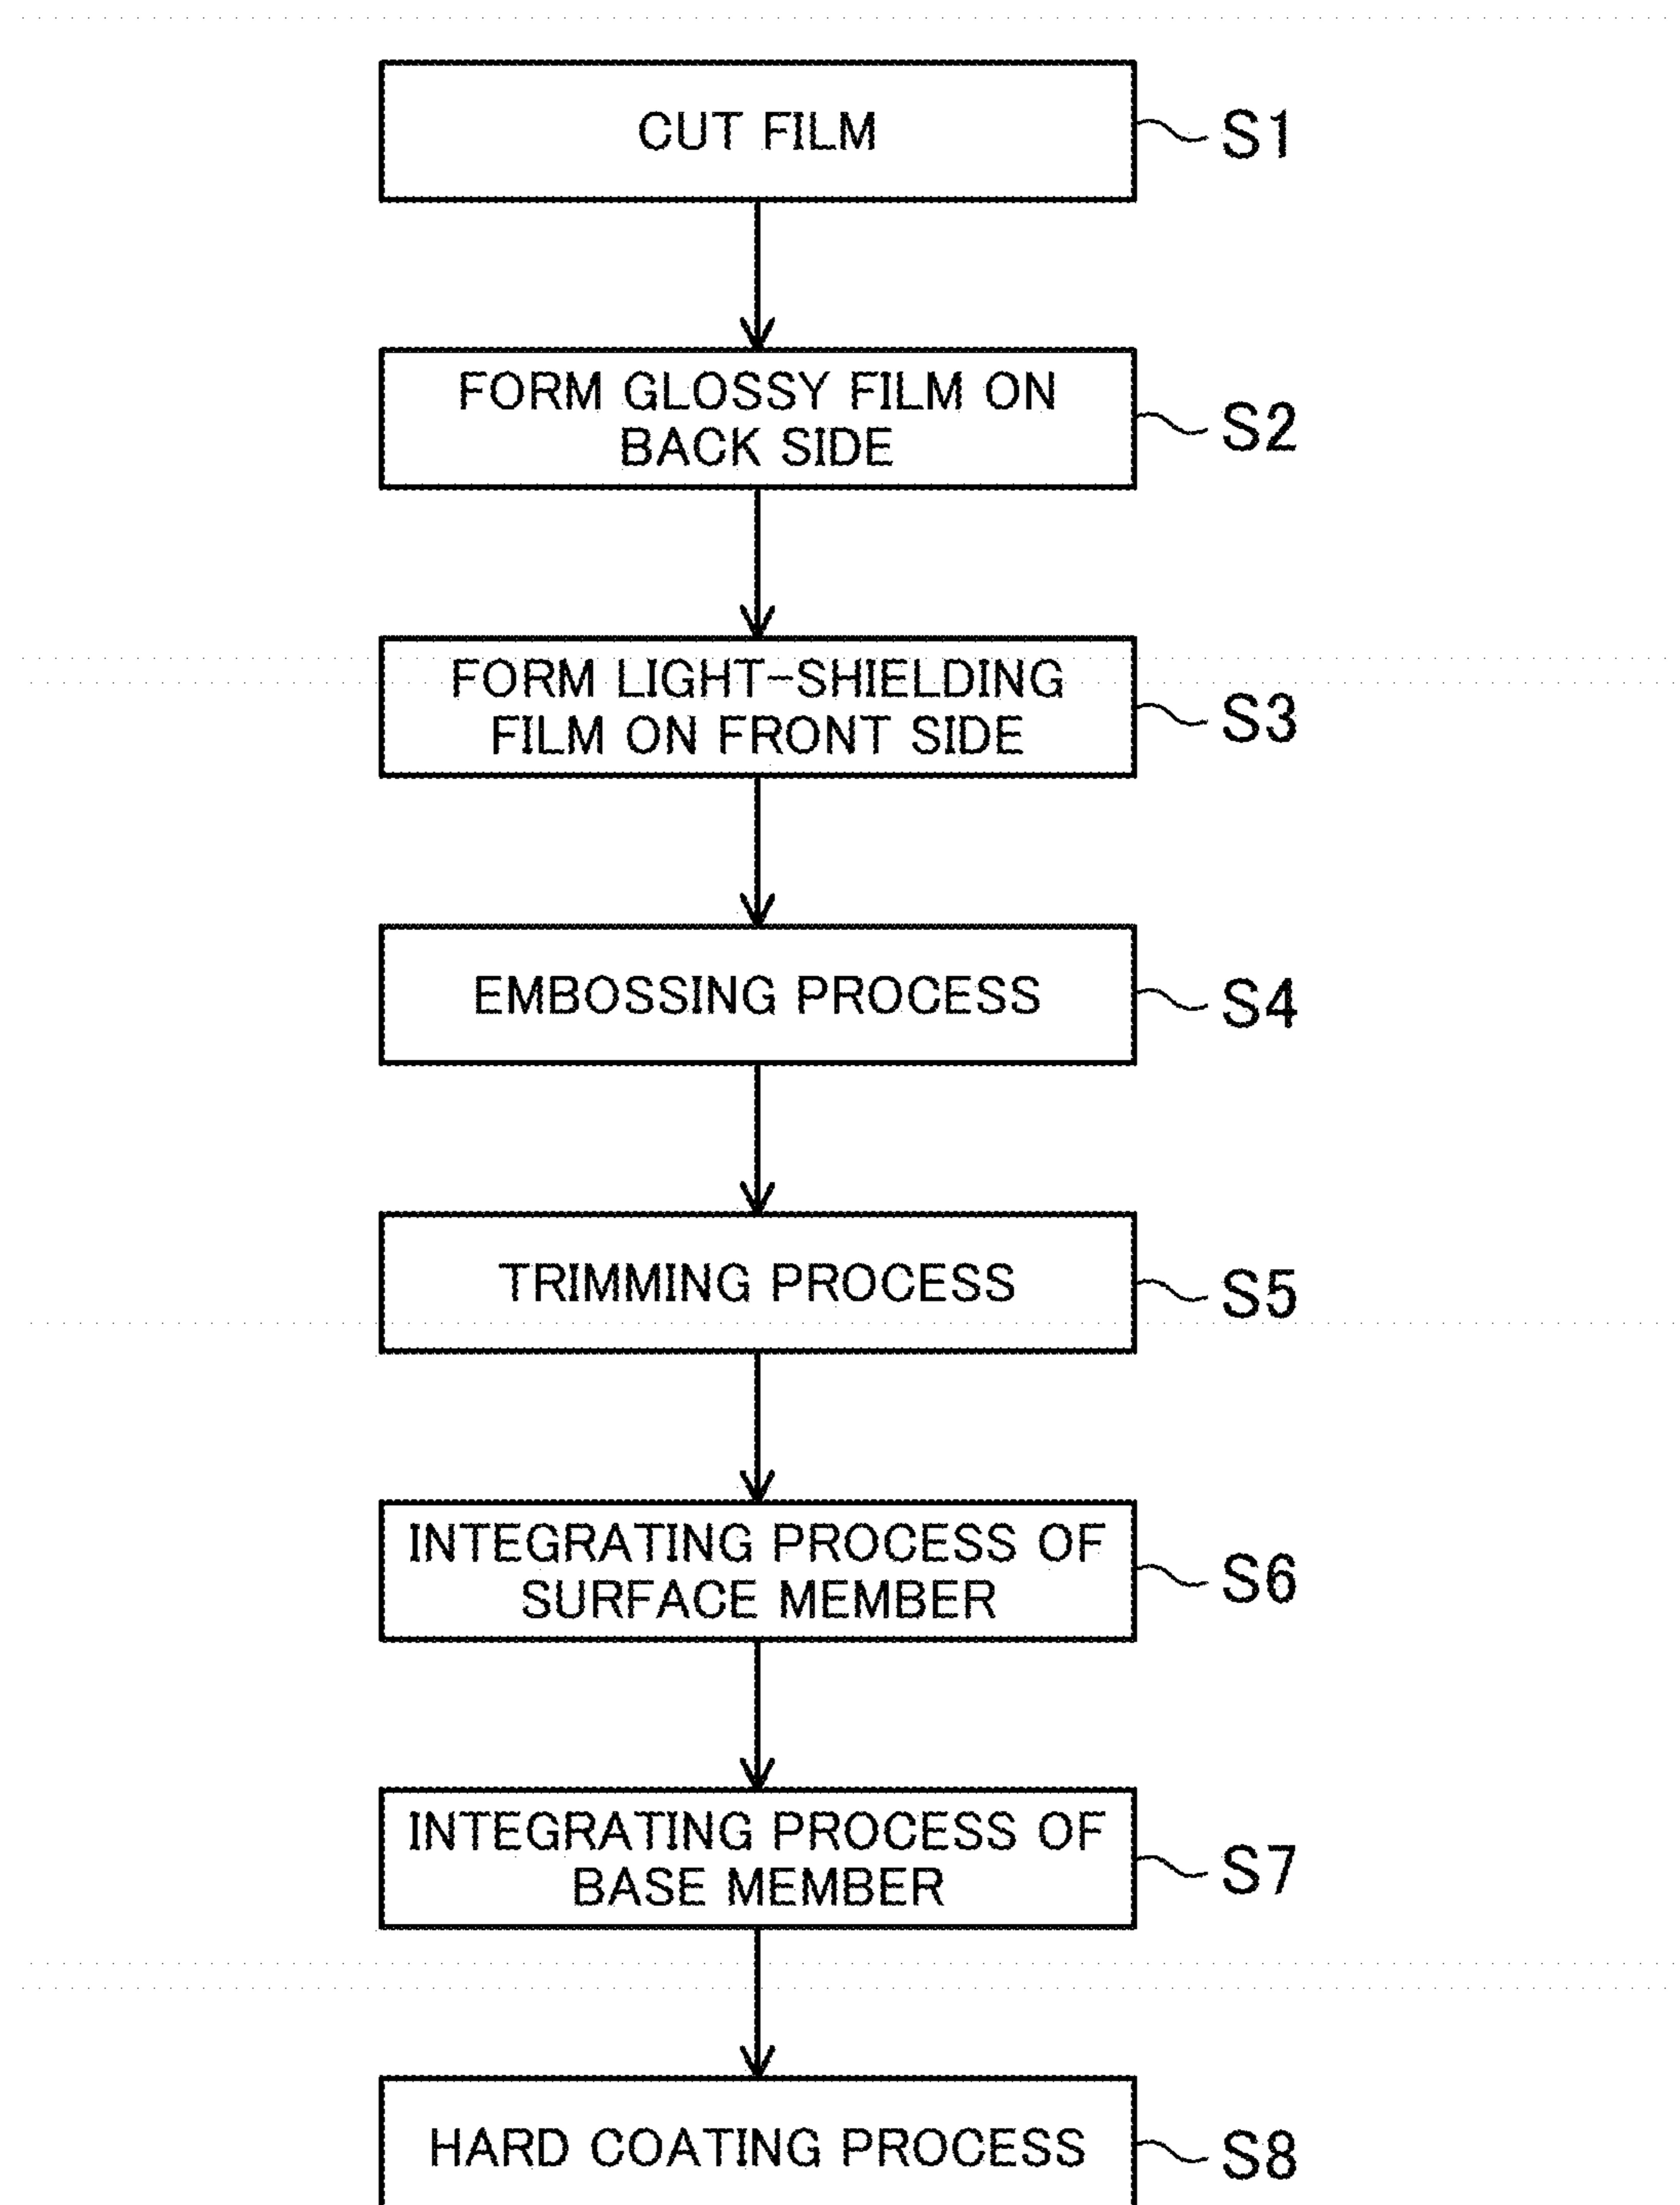 CUT FILM
S1
FORM GLOSSY FILM ON
BACK SIDE
S2
FORM LIGHT-SHIELDING
FILM ON FRONT SIDE
S3
EMBOSSING PROCESS
S4
TRIMMING PROCESS
S5
INTEGRATING PROCESS OF
SURFACE MEMBER
S6
INTEGRATING PROCESS OF
BASE MEMBER
S7
HARD COATING PROCESS
S8